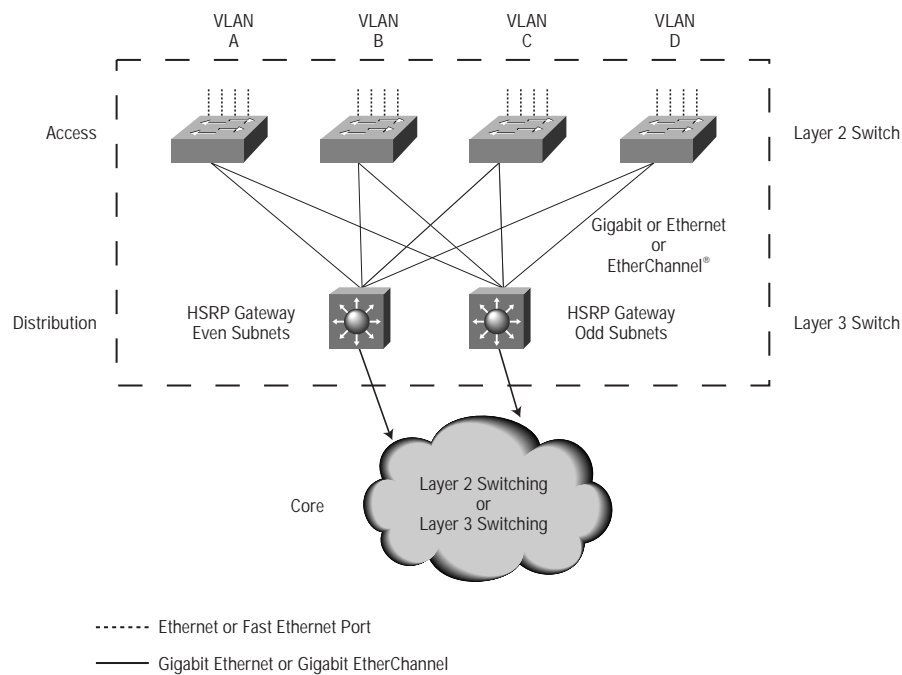 VLAN
A
VLAN
B
VLAN
C
VLAN
D
Access
Layer 2 Switch
Gigabit or Ethernet
or
EtherChannel®
Distribution
HSRP Gateway
Even Subnets
HSRP Gateway
Odd Subnets
Layer 3 Switch
Core
Layer 2 Switching
or
Layer 3 Switching
Ethernet or Fast Ethernet Port
Gigabit Ethernet or Gigabit EtherChannel